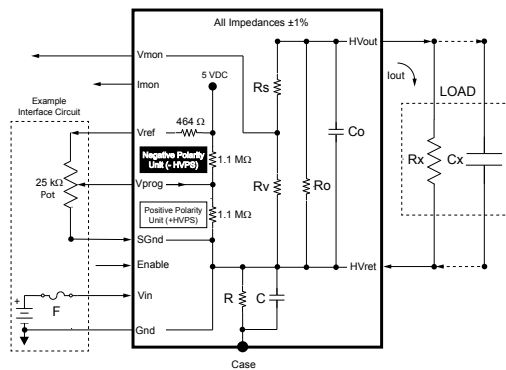 All Impedances ±1%
Vmon
HVout
Imon
5 VDC
Rs
Iout
LOAD
Example
Interface Circuit
Vref
464 Ω
Co
Negative Polarity
Unit (- HVPS)
1.1 MΩ
Rx
Cx
25 kΩ
Pot
Vprog
Rv
Ro
Positive Polarity
Unit (+HVPS)
1.1 MΩ
SGnd
Enable
HVret
Vin
R
C
+
F
Gnd
Case